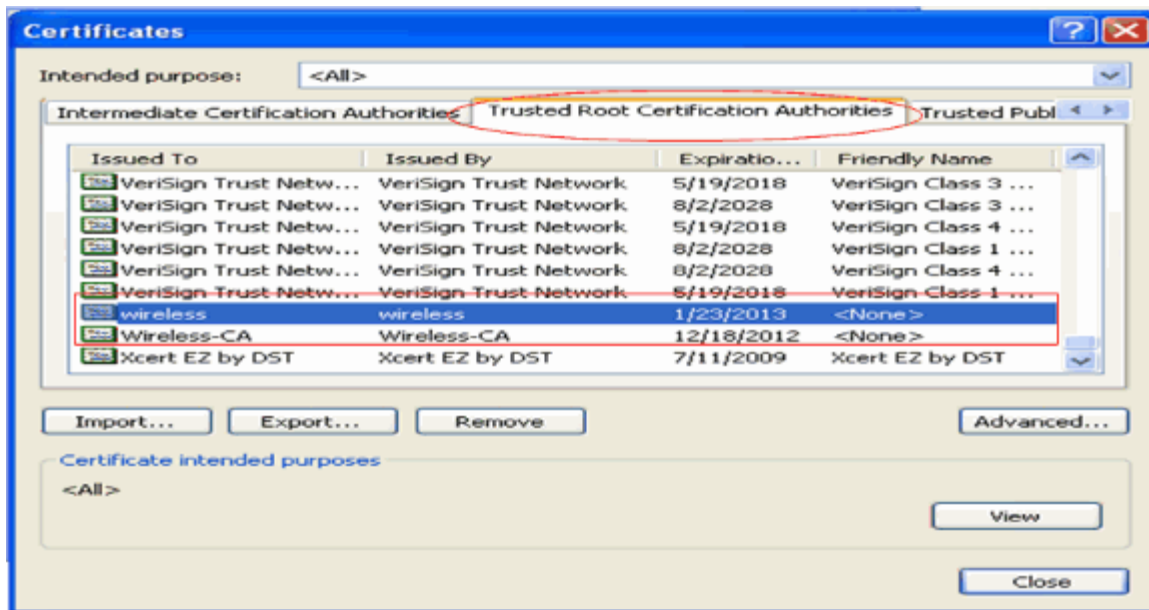 Certificates
Intended purpose: <All>
Intermediate Certification Authorities Trusted Root Certification Authorities Trusted Publ
Issued To Issued By Expiratio... Friendly Name
VeriSign Trust Netw... VeriSign Trust Network 5/19/2018 VeriSign Class 3 ...
VeriSign Trust Netw... VeriSign Trust Network 8/2/2028 VeriSign Class 3 ...
VeriSign Trust Netw... VeriSign Trust Network 5/19/2018 VeriSign Class 4 ...
VeriSign Trust Netw... VeriSign Trust Network 8/2/2028 VeriSign Class 1 ...
VeriSign Trust Netw... VeriSign Trust Network 8/2/2028 VeriSign Class 4 ...
VeriSign Trust Netw... VeriSign Trust Network 5/19/2018 VeriSign Class 1 ...
wireless wireless 1/23/2013 <None>
Wireless-CA Wireless-CA 12/18/2012 <None>
Xcert EZ by DST Xcert EZ by DST 7/11/2009 Xcert EZ by DST
Import... Export... Remove Advanced...
Certificate intended purposes
<All>
View
Close